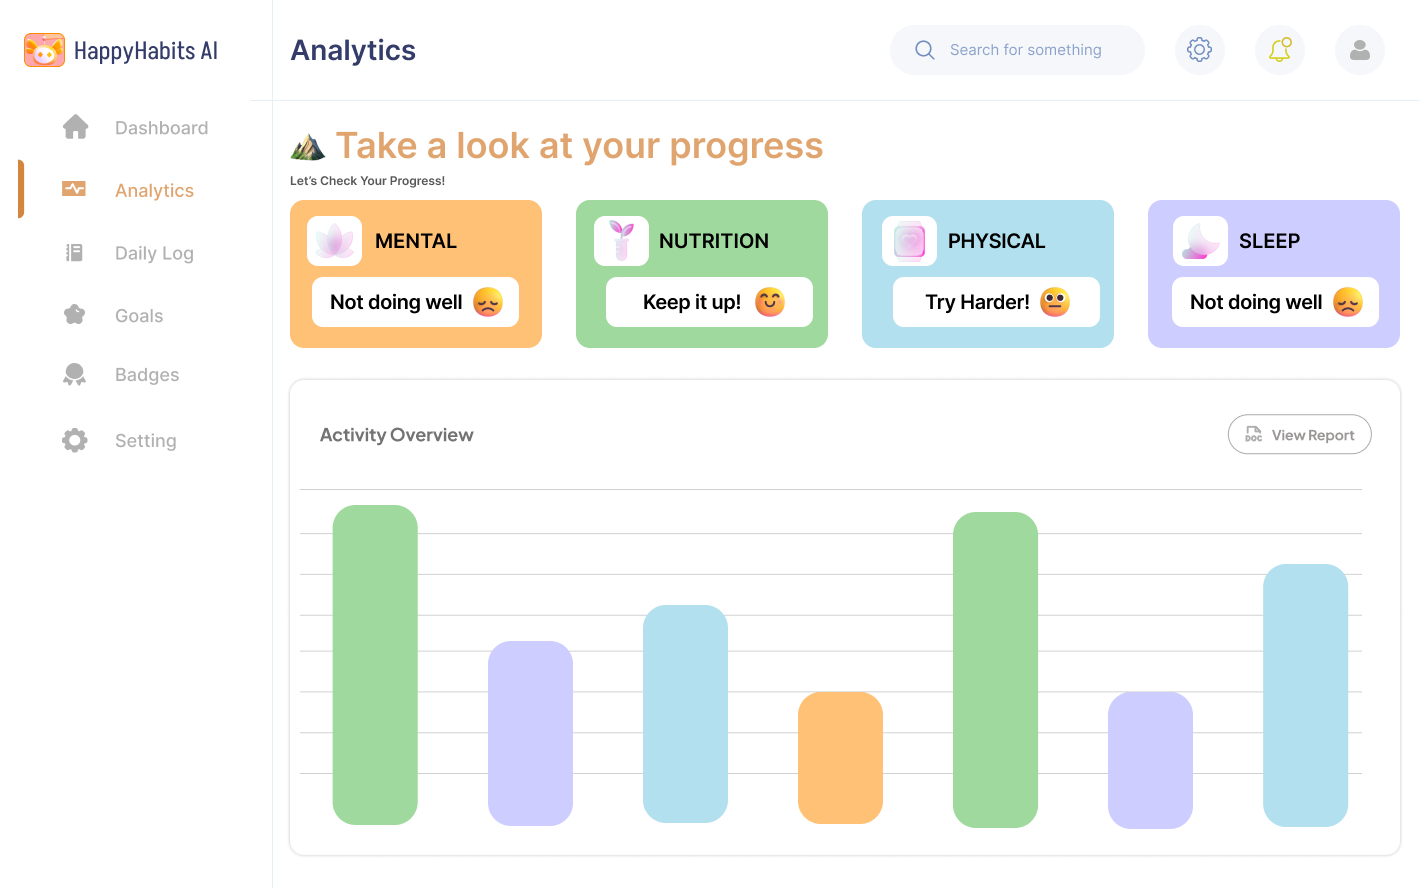 HappyHabits AI
Analytics
Search for something
Dashboard
Analytics
Daily Log
Goals
Badges
Setting
Take a look at your progress
Let's Check Your Progress!
MENTAL
Not doing well
NUTRITION
Keep it up!
PHYSICAL
Try Harder!
SLEEP
Not doing well
Activity Overview
DOC View Report